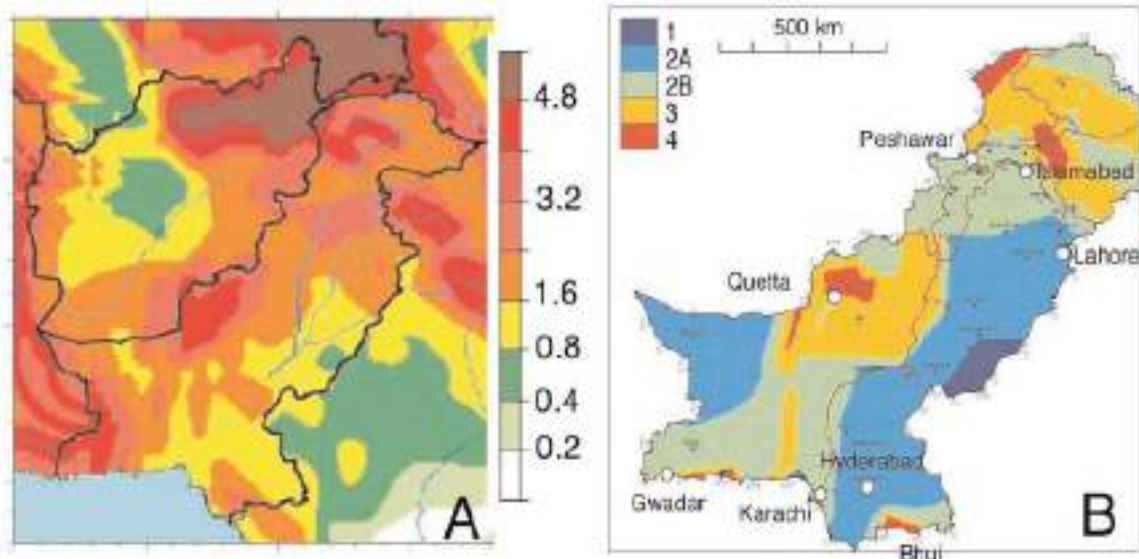 4.8
3.2
1.6
0.8
0.4
0.2
A
1
2A
2B
3
4
500 km
Peshawar
Islamabad
Lahore
Quetta
Hyderabad
Gwadar
Karachi
Bhuj
B